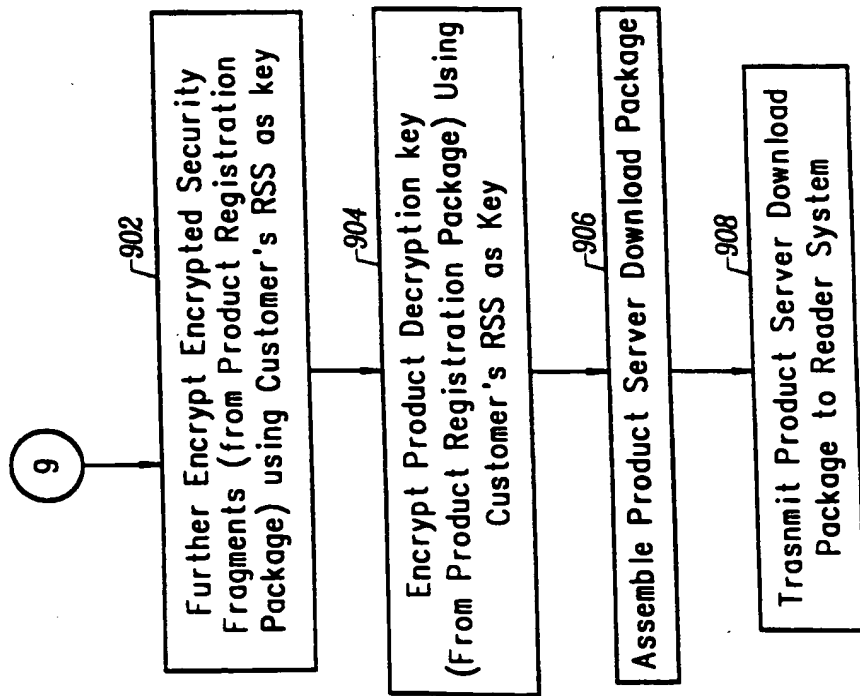 9
902
Further Encrypt Encrypted Security
Fragments (from Product Registration
Package) using Customer's RSS as key
904
Encrypt Product Decryption key
(From Product Registration Package) Using
Customer's RSS as Key
906
Assemble Product Server Download Package
908
Trasnmit Product Server Download
Package to Reader System